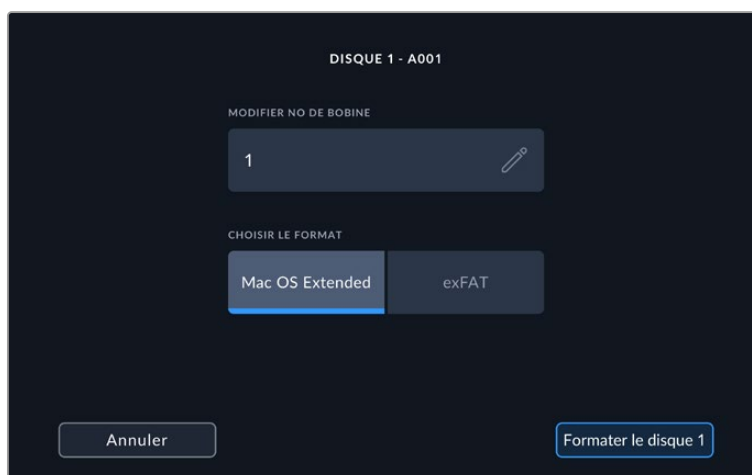 DISQUE 1 - A001
MODIFIER NO DE BOBINE
1
CHOISIR LE FORMAT
Mac OS Extended
exFAT
Annuler
Formater le disque 1